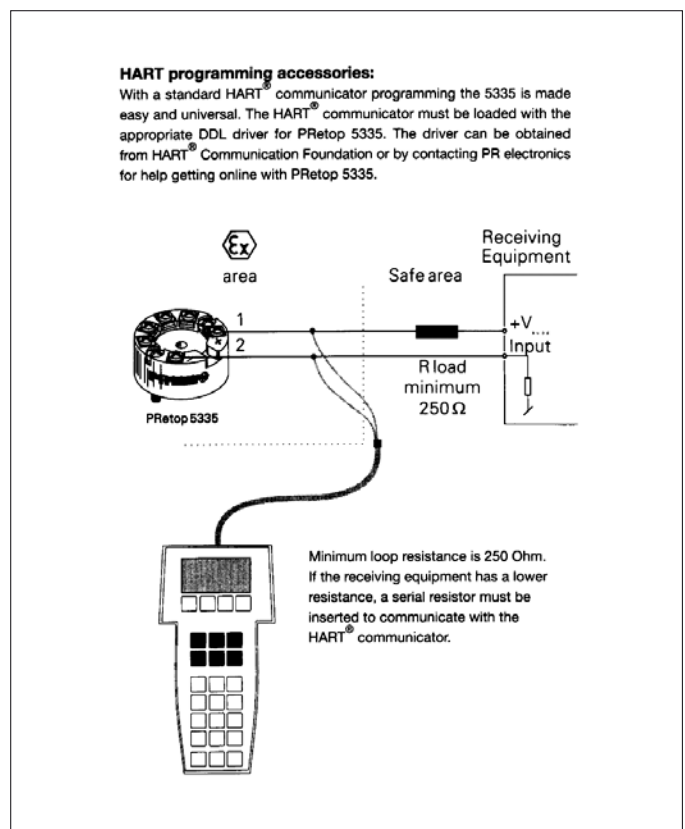 HART programming accessories:
With a standard HART® communicator programming the 5335 is made
easy and universal. The HART® communicator must be loaded with the
appropriate DDL driver for PRetop 5335. The driver can be obtained
from HART® Communication Foundation or by contacting PR electronics
for help getting online with PRetop 5335.
Ex
area
Safe area
Receiving
Equipment
1
2
+V
Input
R load
minimum
250 Ω
PRetop 5335
Minimum loop resistance is 250 Ohm.
If the receiving equipment has a lower
resistance, a serial resistor must be
inserted to communicate with the
HART® communicator.